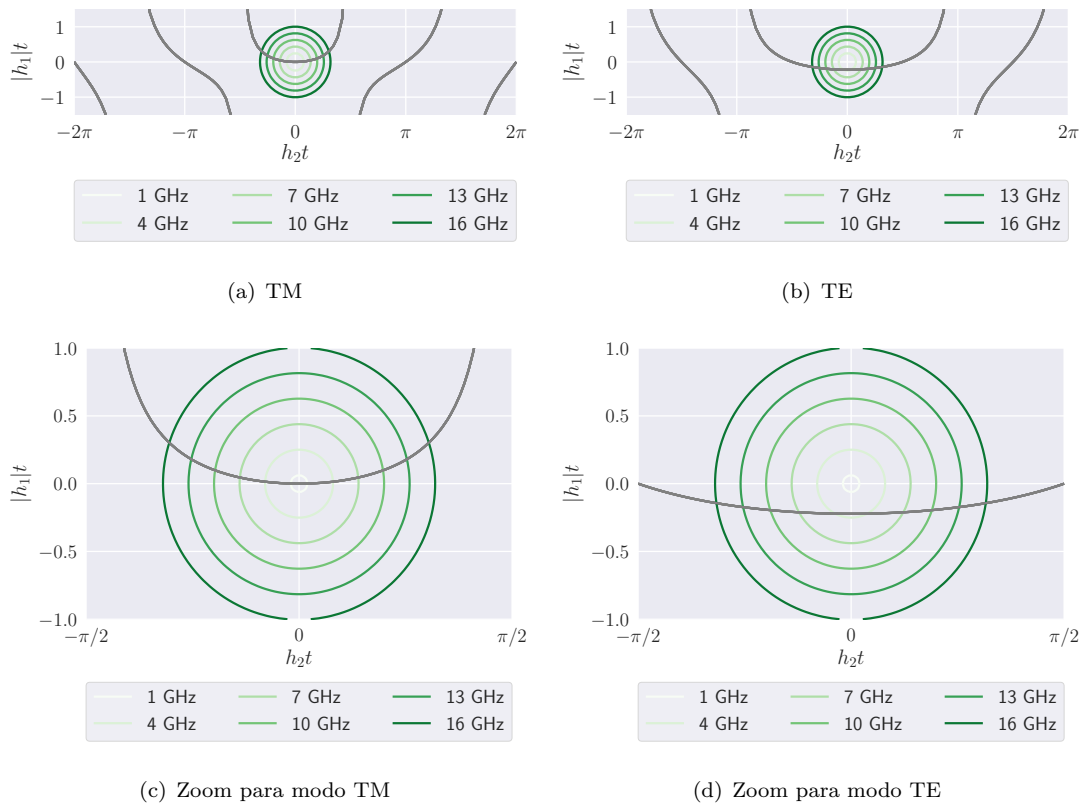 1
0
−1
|h₁|t
−2π −π 0 π 2π
h₂t
1 GHz 7 GHz 13 GHz
4 GHz 10 GHz 16 GHz
(a) TM
1
0
−1
|h₁|t
−2π −π 0 π 2π
h₂t
1 GHz 7 GHz 13 GHz
4 GHz 10 GHz 16 GHz
(b) TE
1.0
0.5
0.0
−0.5
−1.0
|h₁|t
−π/2 0 π/2
h₂t
1 GHz 7 GHz 13 GHz
4 GHz 10 GHz 16 GHz
(c) Zoom para modo TM
1.0
0.5
0.0
−0.5
−1.0
|h₁|t
−π/2 0 π/2
h₂t
1 GHz 7 GHz 13 GHz
4 GHz 10 GHz 16 GHz
(d) Zoom para modo TE